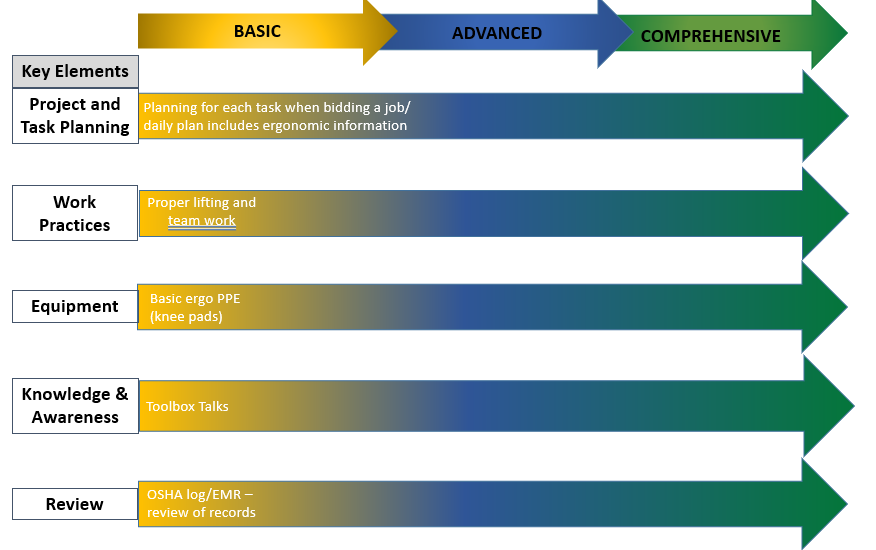 BASIC
ADVANCED
COMPREHENSIVE
Key Elements
Project and
Task Planning
Planning for each task when bidding a job/
daily plan includes ergonomic information
Work
Practices
Proper lifting and
team work
Equipment
Basic ergo PPE
(knee pads)
Knowledge &
Awareness
Toolbox Talks
Review
OSHA log/EMR –
review of records